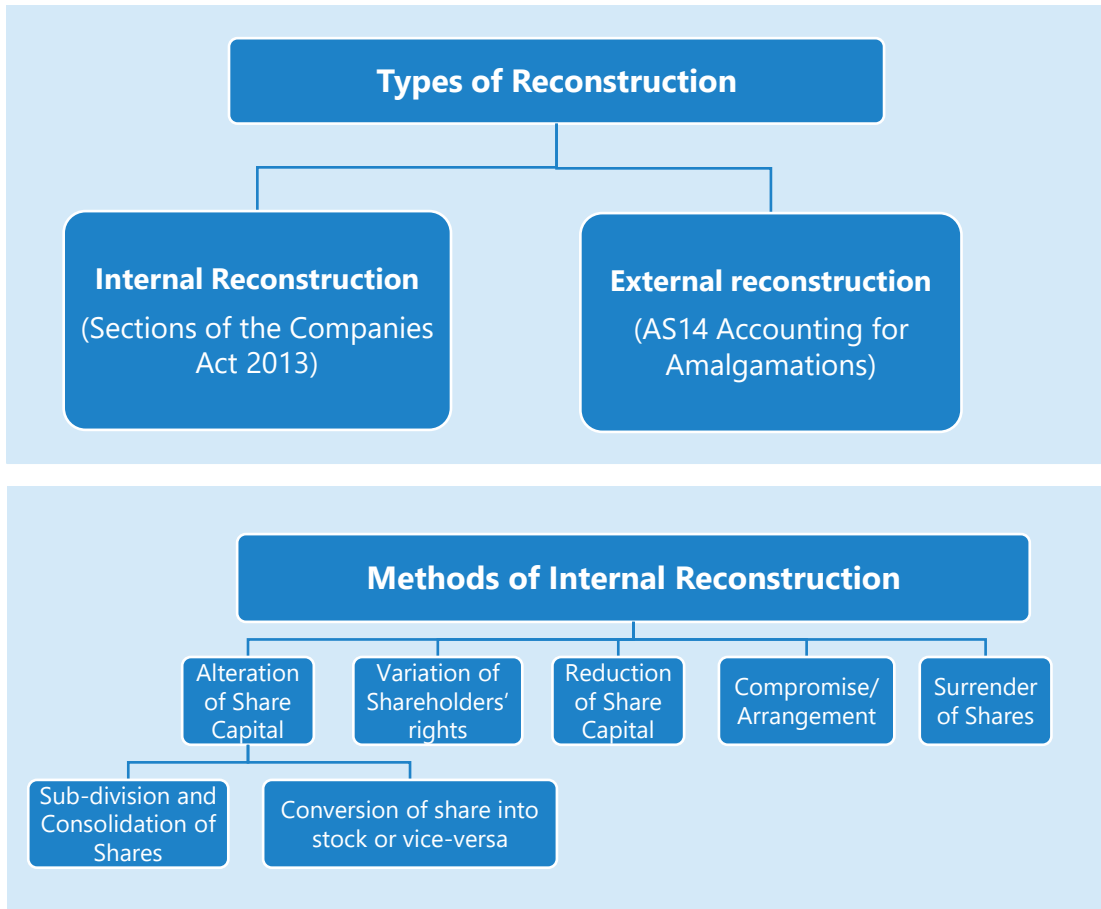 Types of Reconstruction
Internal Reconstruction
(Sections of the Companies
Act 2013)
External reconstruction
(AS14 Accounting for
Amalgamations)
Methods of Internal Reconstruction
Alteration
of Share
Capital
Variation of
Shareholders‘
rights
Reduction
of Share
Capital
Compromise/
Arrangement
Surrender
of Shares
Sub-division and
Consolidation of
Shares
Conversion of share into
stock or vice-versa